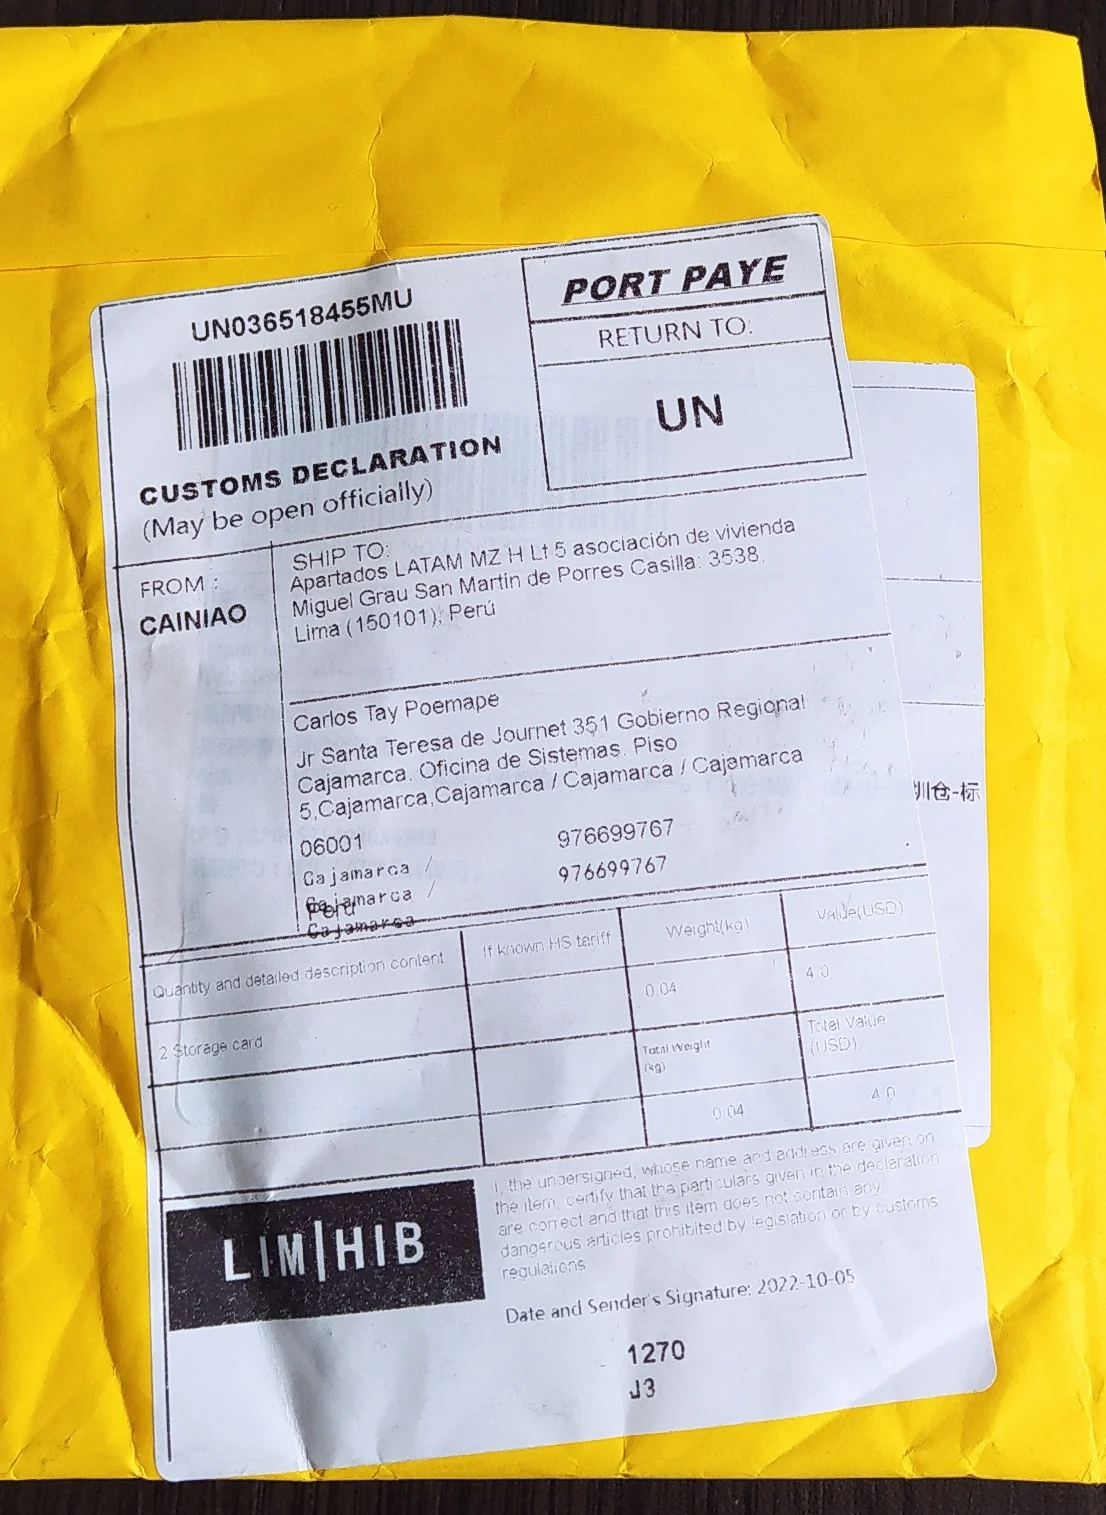 UN036518455MU
PORT PAYE
RETURN TO:
UN
CUSTOMS DECLARATION
(May be open officially)
FROM :
CAINIAO
SHIP TO:
Apartados LATAM MZ H Lt 5 asociación de vivienda
Miguel Grau San Martin de Porres Casilla: 3538,
Lima (150101), Perú
Carlos Tay Poemape
Jr Santa Teresa de Journet 351 Gobierno Regional
Cajamarca. Oficina de Sistemas. Piso
5,Cajamarca,Cajamarca / Cajamarca / Cajamarca
06001 976699767
Cajamarca / 976699767
Cajamarca /
Perú
Cajamarca
圳仓-标
Quantity and detailed description content If known HS tariff Weight(kg) Value(USD)
2 Storage card 0.04 4.0
Total Weight (kg) Total Value (USD)
0.04 4.0
I, the undersigned, whose name and address are given on
the item, certify that the particulars given in the declaration
are correct and that this item does not contain any
dangerous articles prohibited by legislation or by customs
regulations
Date and Sender's Signature: 2022-10-05
LIM|HIB
1270
J3